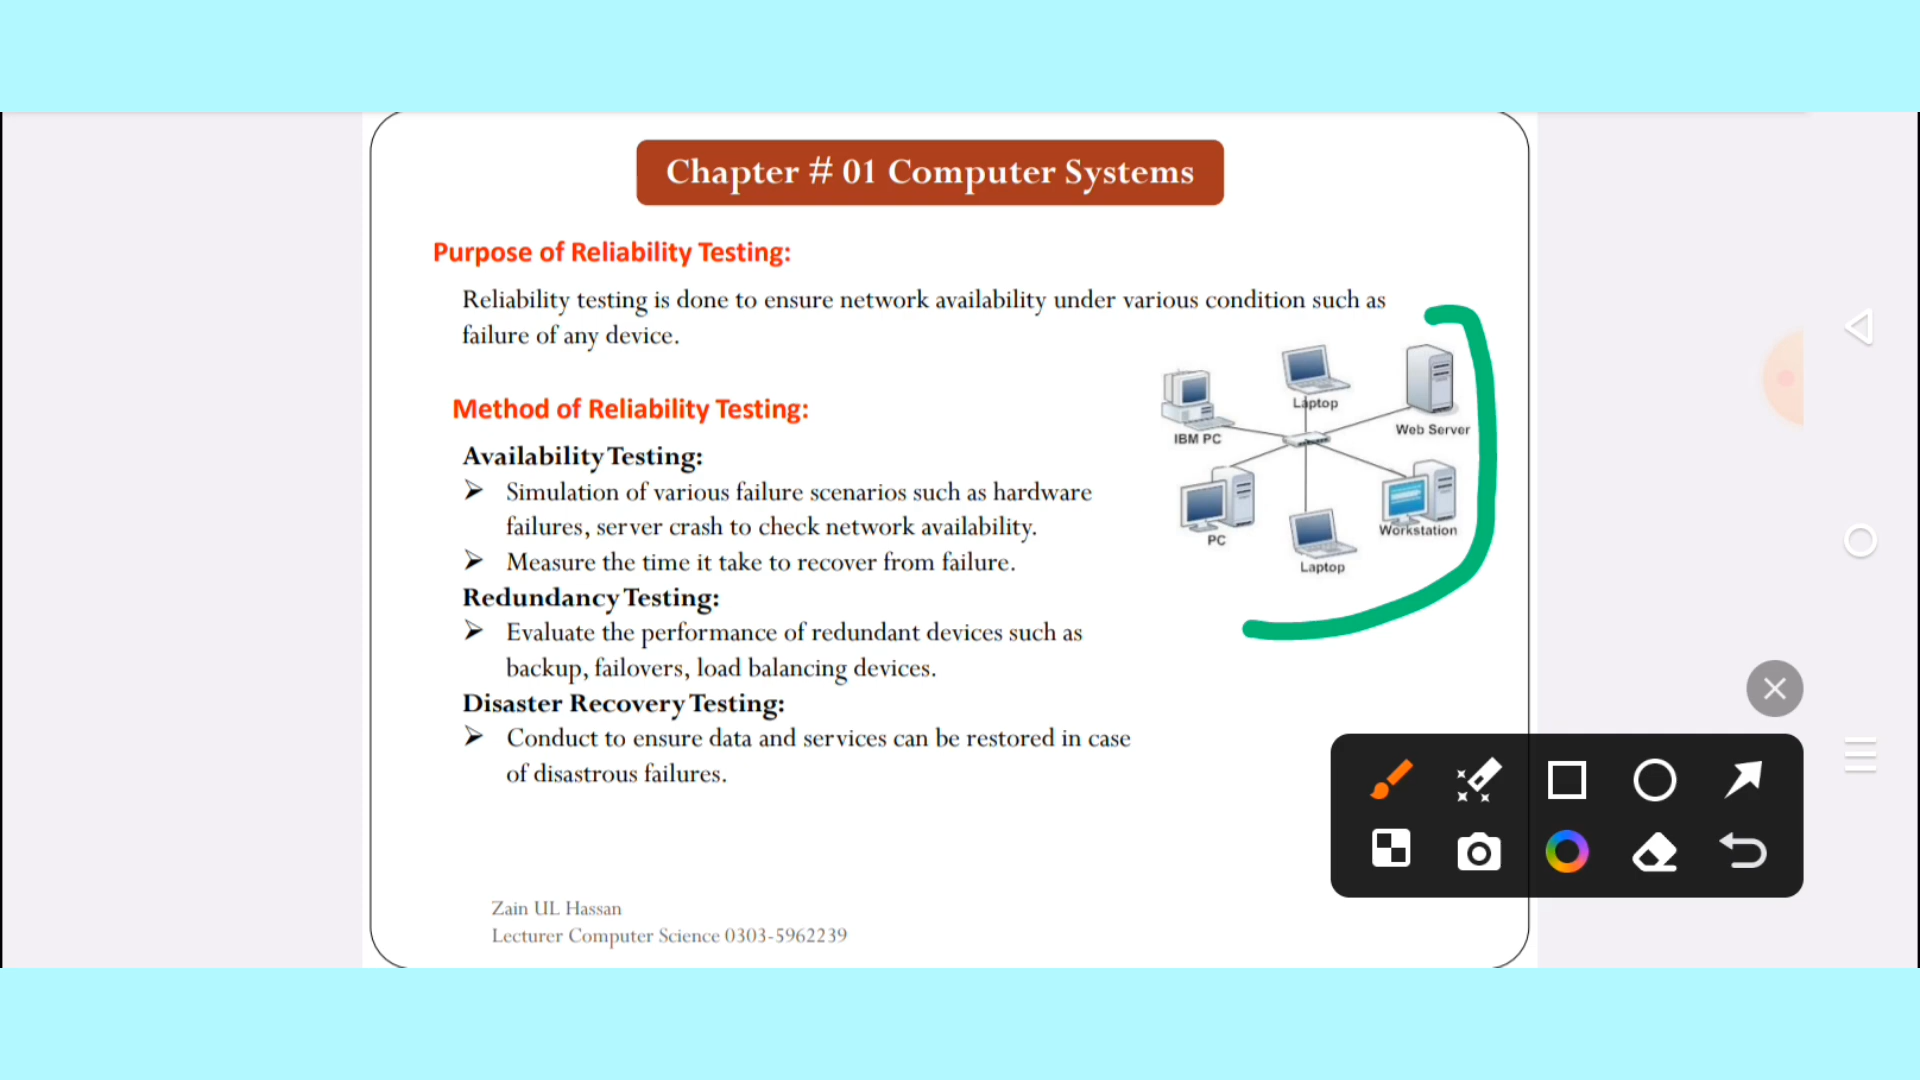 Chapter # 01 Computer Systems
Purpose of Reliability Testing:
Reliability testing is done to ensure network availability under various condition such as
failure of any device.
Method of Reliability Testing:
Availability Testing:
➢ Simulation of various failure scenarios such as hardware
failures, server crash to check network availability.
➢ Measure the time it take to recover from failure.
Redundancy Testing:
➢ Evaluate the performance of redundant devices such as
backup, failovers, load balancing devices.
Disaster Recovery Testing:
➢ Conduct to ensure data and services can be restored in case
of disastrous failures.
Laptop
Web Server
IBM PC
Workstation
PC
Laptop
Zain UL Hassan
Lecturer Computer Science 0303-5962239